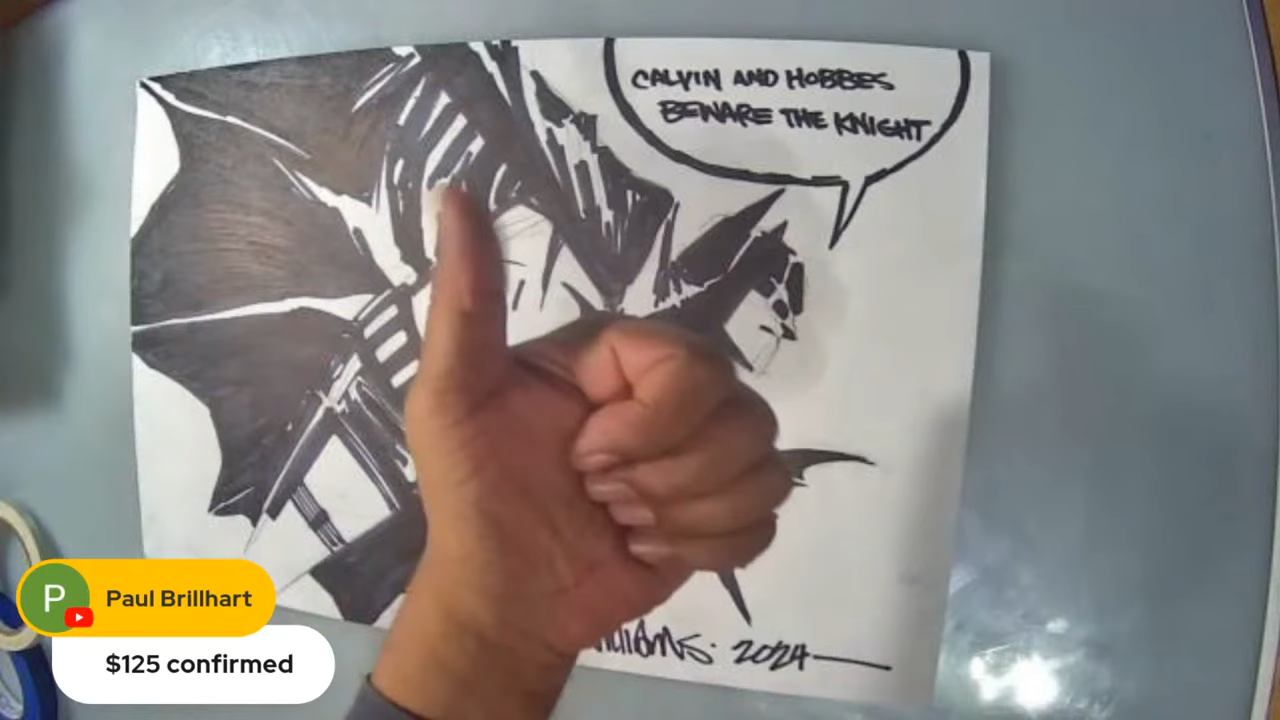 CALVIN AND HOBBES
BEWARE THE KNIGHT
2024
P
Paul Brillhart
$125 confirmed